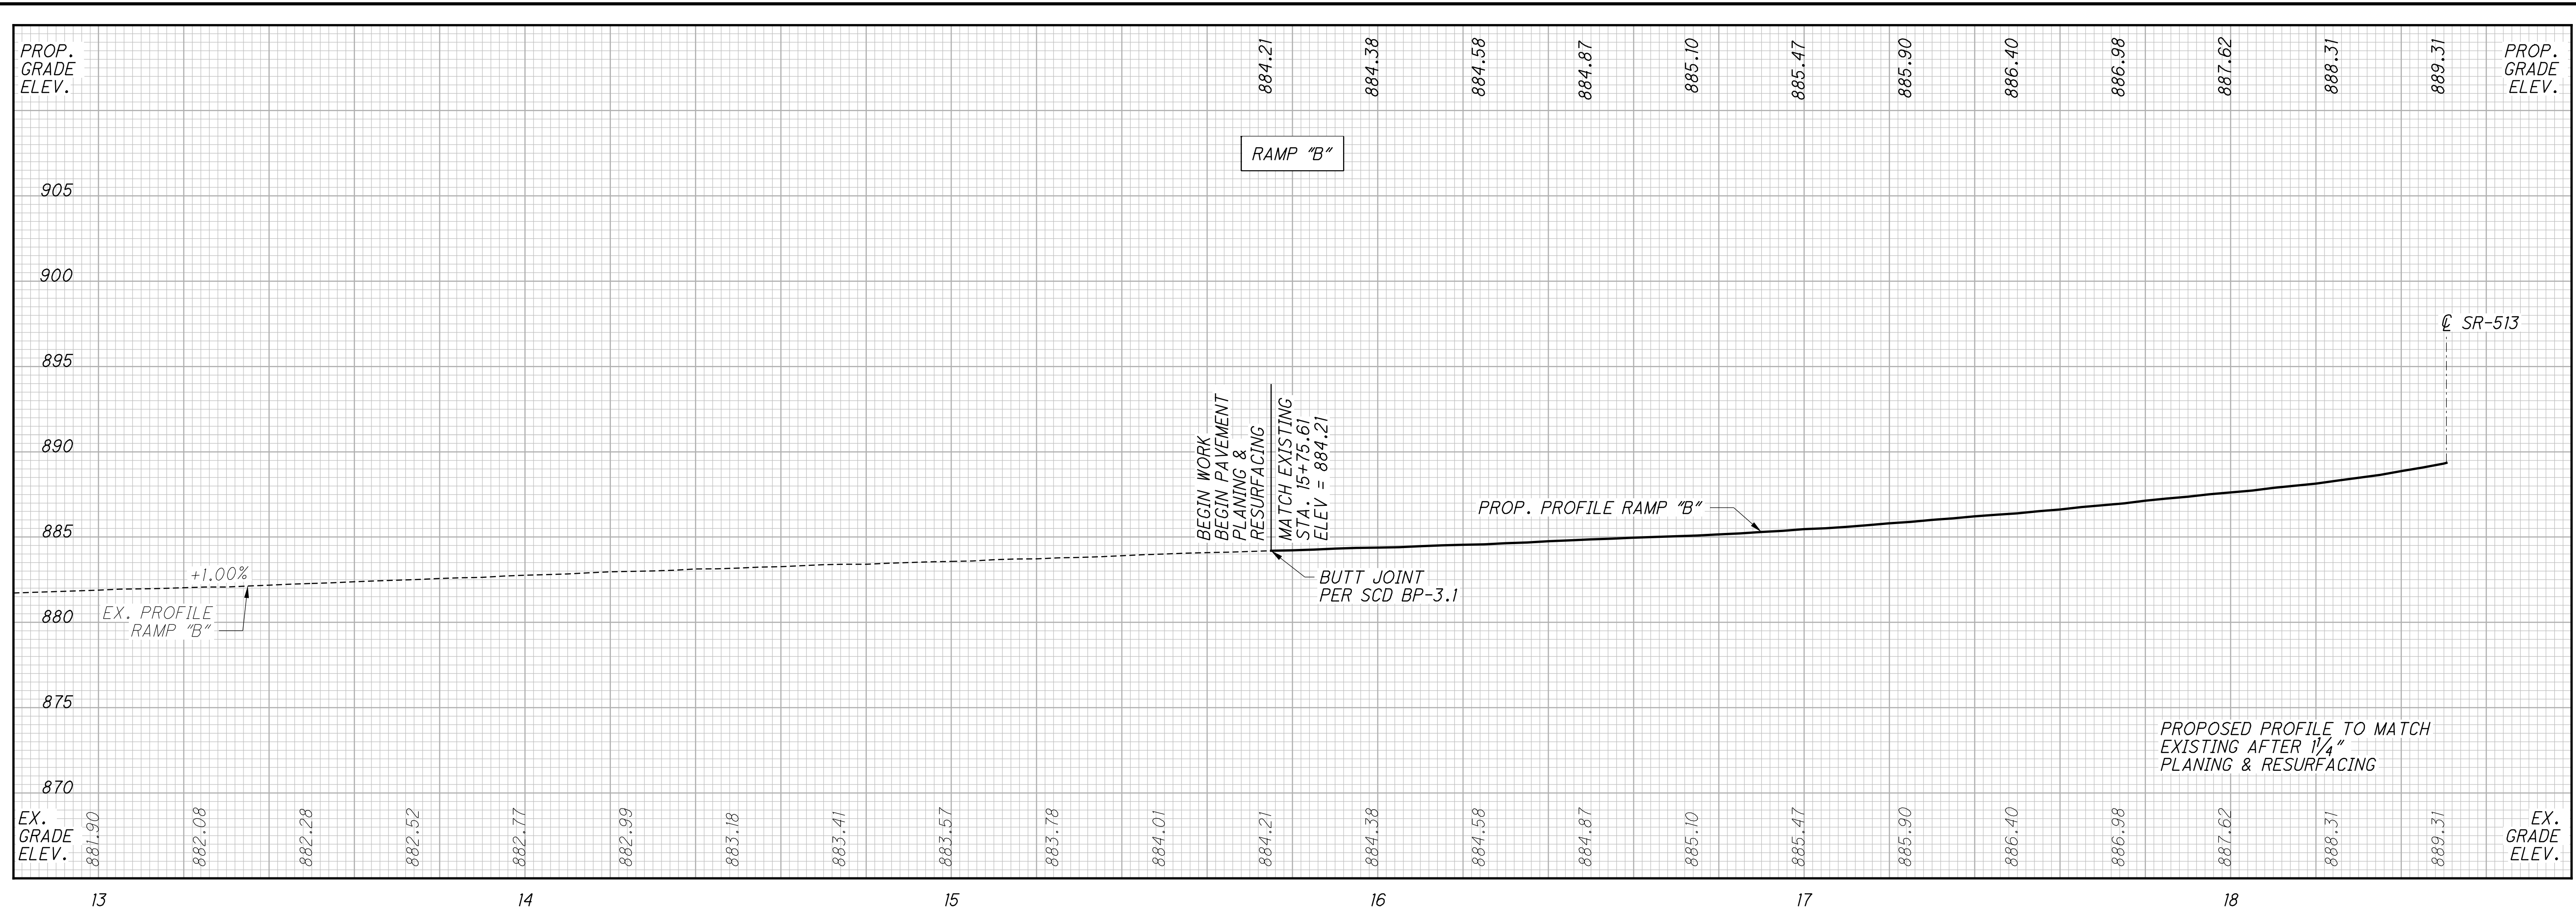 PROP.
GRADE
ELEV.
884.21
884.38
884.58
884.87
885.10
885.47
885.90
886.40
886.98
887.62
888.31
889.31
PROP.
GRADE
ELEV.
RAMP "B"
905
900
895
890
885
880
875
870
℄ SR-513
BEGIN WORK
BEGIN PAVEMENT
PLANING &
RESURFACING
MATCH EXISTING
STA. 15+75.61
ELEV = 884.21
PROP. PROFILE RAMP "B"
BUTT JOINT
PER SCD BP-3.1
+1.00%
EX. PROFILE
RAMP "B"
PROPOSED PROFILE TO MATCH
EXISTING AFTER 1 1/4"
PLANING & RESURFACING
EX.
GRADE
ELEV.
881.90
882.08
882.28
882.52
882.77
882.99
883.18
883.41
883.57
883.78
884.01
884.21
884.38
884.58
884.87
885.10
885.47
885.90
886.40
886.98
887.62
888.31
889.31
EX.
GRADE
ELEV.
13
14
15
16
17
18